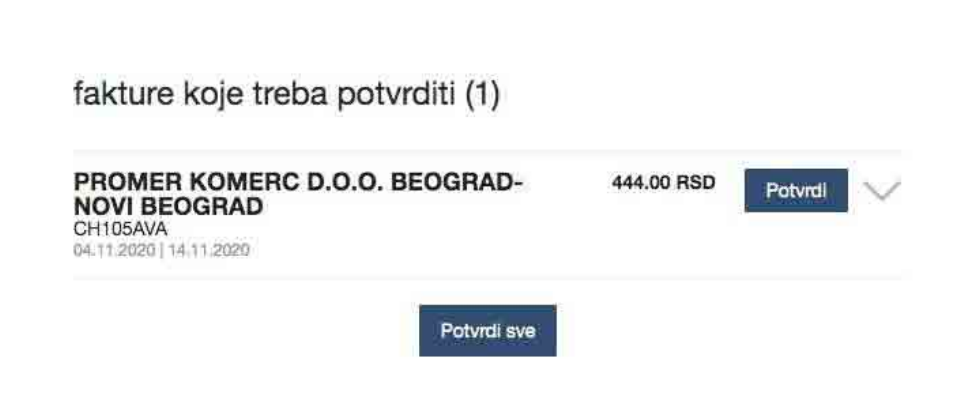 fakture koje treba potvrditi (1)
PROMER KOMERC D.O.O. BEOGRAD-
NOVI BEOGRAD
444.00 RSD
Potvrdi
CH105AVA
04.11.2020 | 14.11.2020
Potvrdi sve